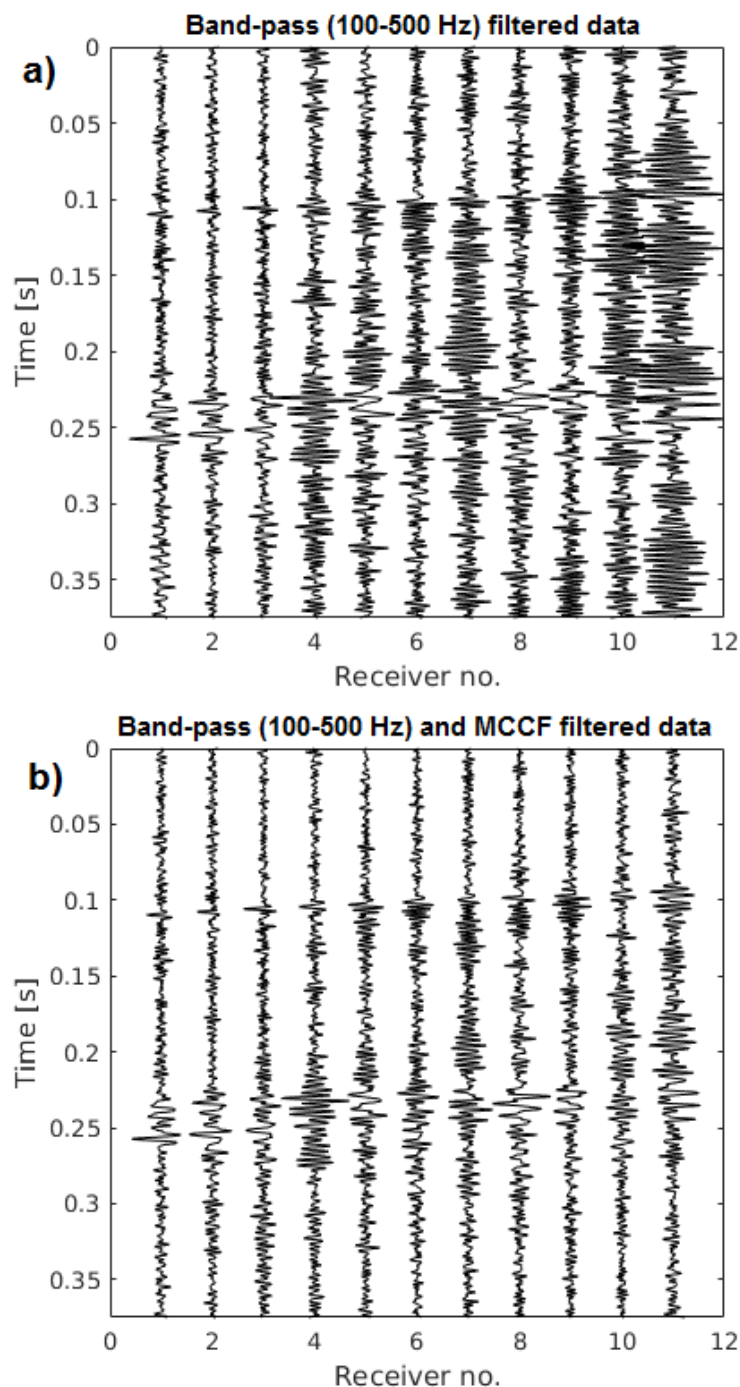 Band-pass (100-500 Hz) filtered data
a)
0
0.05
0.1
0.15
0.2
0.25
0.3
0.35
Time [s]
0 2 4 6 8 10 12
Receiver no.
Band-pass (100-500 Hz) and MCCF filtered data
b)
0
0.05
0.1
0.15
0.2
0.25
0.3
0.35
Time [s]
0 2 4 6 8 10 12
Receiver no.